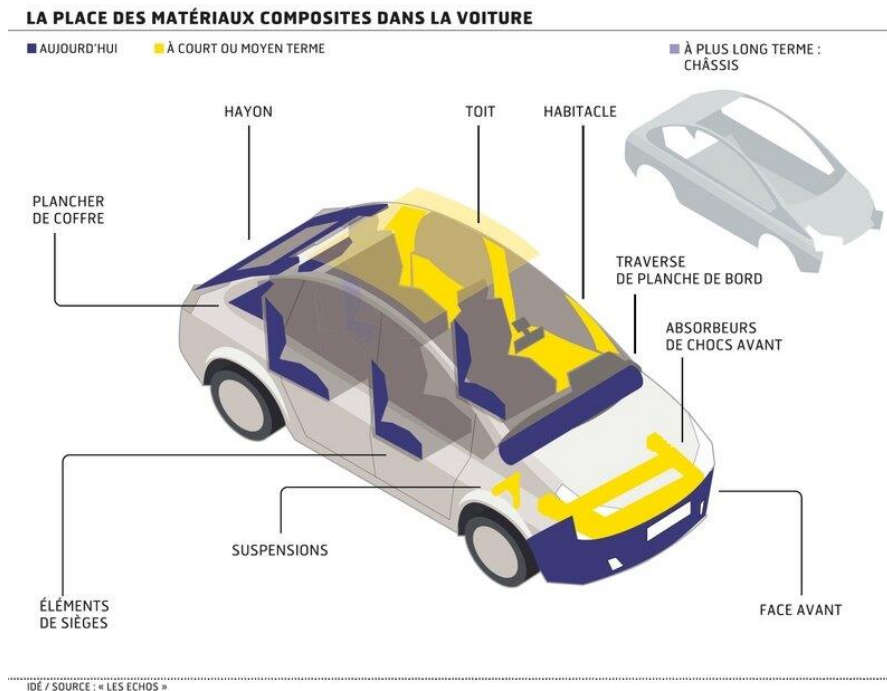 LA PLACE DES MATÉRIAUX COMPOSITES DANS LA VOITURE
AUJOURD'HUI
À COURT OU MOYEN TERME
À PLUS LONG TERME :
CHÂSSIS
HAYON
TOIT
HABITACLE
PLANCHER
DE COFFRE
TRAVERSE
DE PLANCHE DE BORD
ABSORBEURS
DE CHOCS AVANT
SUSPENSIONS
ÉLÉMENTS
DE SIÈGES
FACE AVANT
IDÉ / SOURCE : « LES ECHOS »